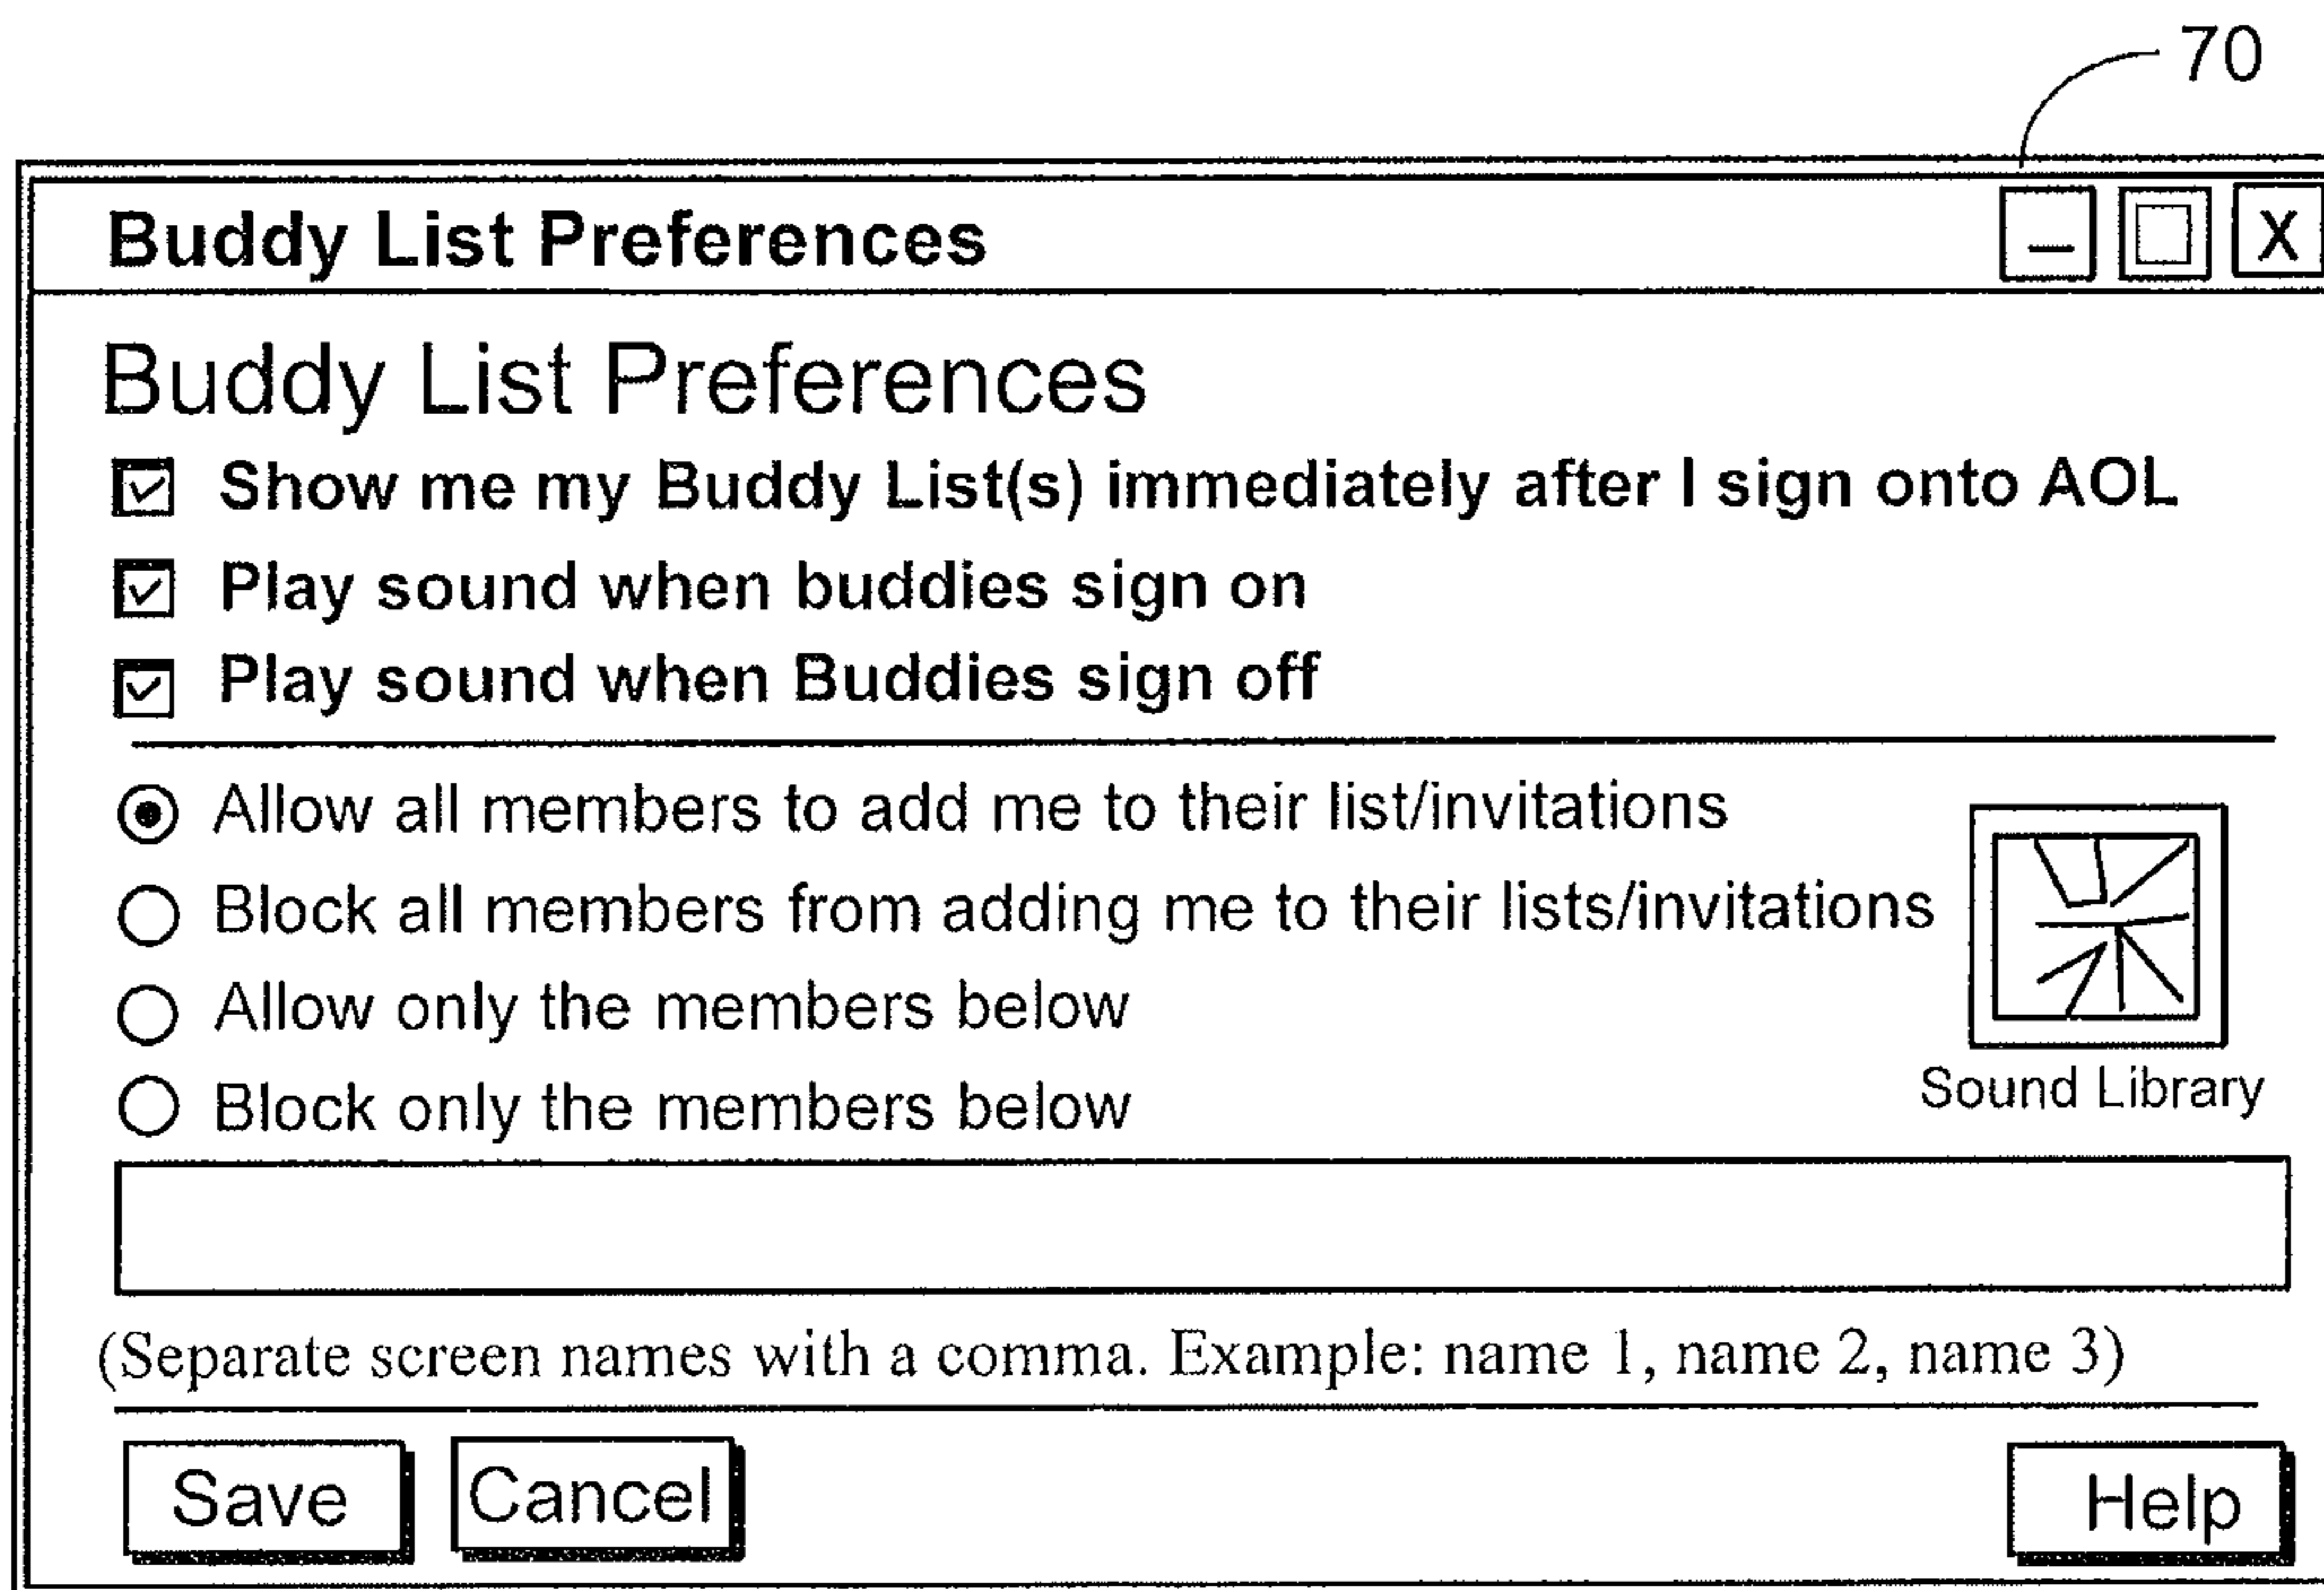 70
Buddy List Preferences
Buddy List Preferences
Show me my Buddy List(s) immediately after I sign onto AOL
Play sound when buddies sign on
Play sound when Buddies sign off
Allow all members to add me to their list/invitations
Block all members from adding me to their lists/invitations
Allow only the members below
Block only the members below
Sound Library
(Separate screen names with a comma. Example: name 1, name 2, name 3)
Save Cancel Help